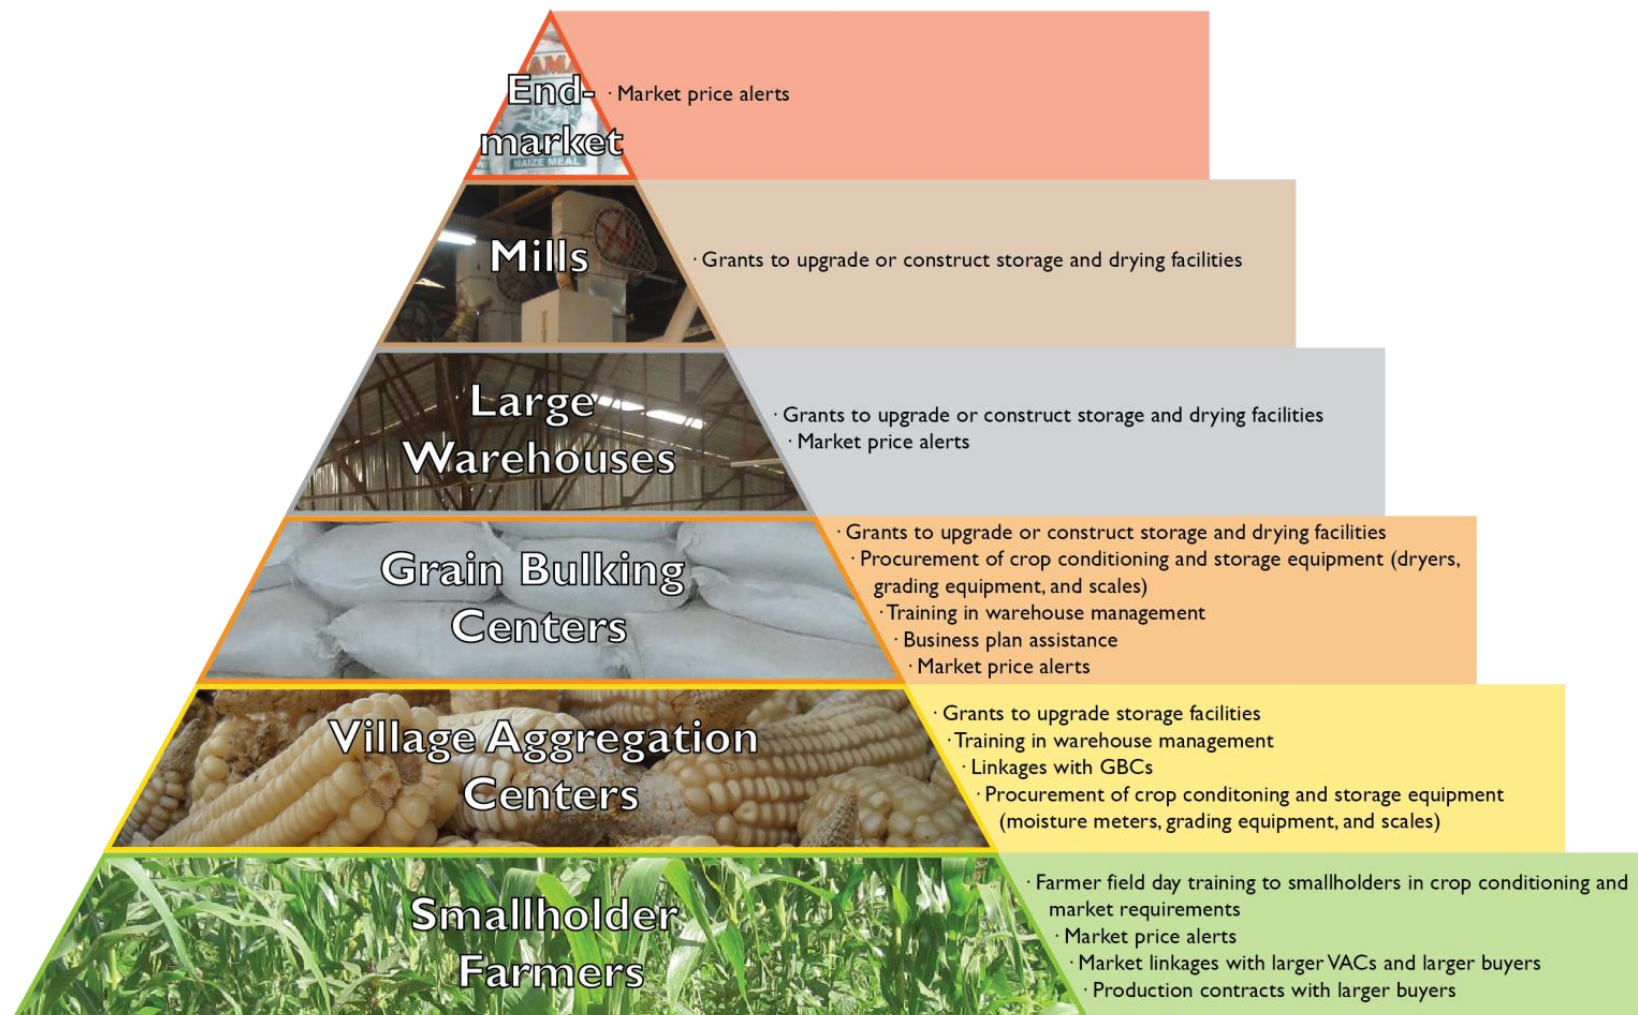 AMA
End-
market
MAIZE MEAL
· Market price alerts
Mills
· Grants to upgrade or construct storage and drying facilities
Large
Warehouses
· Grants to upgrade or construct storage and drying facilities
· Market price alerts
Grain Bulking
Centers
· Grants to upgrade or construct storage and drying facilities
· Procurement of crop conditioning and storage equipment (dryers,
grading equipment, and scales)
· Training in warehouse management
· Business plan assistance
· Market price alerts
Village Aggregation
Centers
· Grants to upgrade storage facilities
· Training in warehouse management
· Linkages with GBCs
· Procurement of crop conditoning and storage equipment
(moisture meters, grading equipment, and scales)
Smallholder
Farmers
· Farmer field day training to smallholders in crop conditioning and
market requirements
· Market price alerts
· Market linkages with larger VACs and larger buyers
· Production contracts with larger buyers